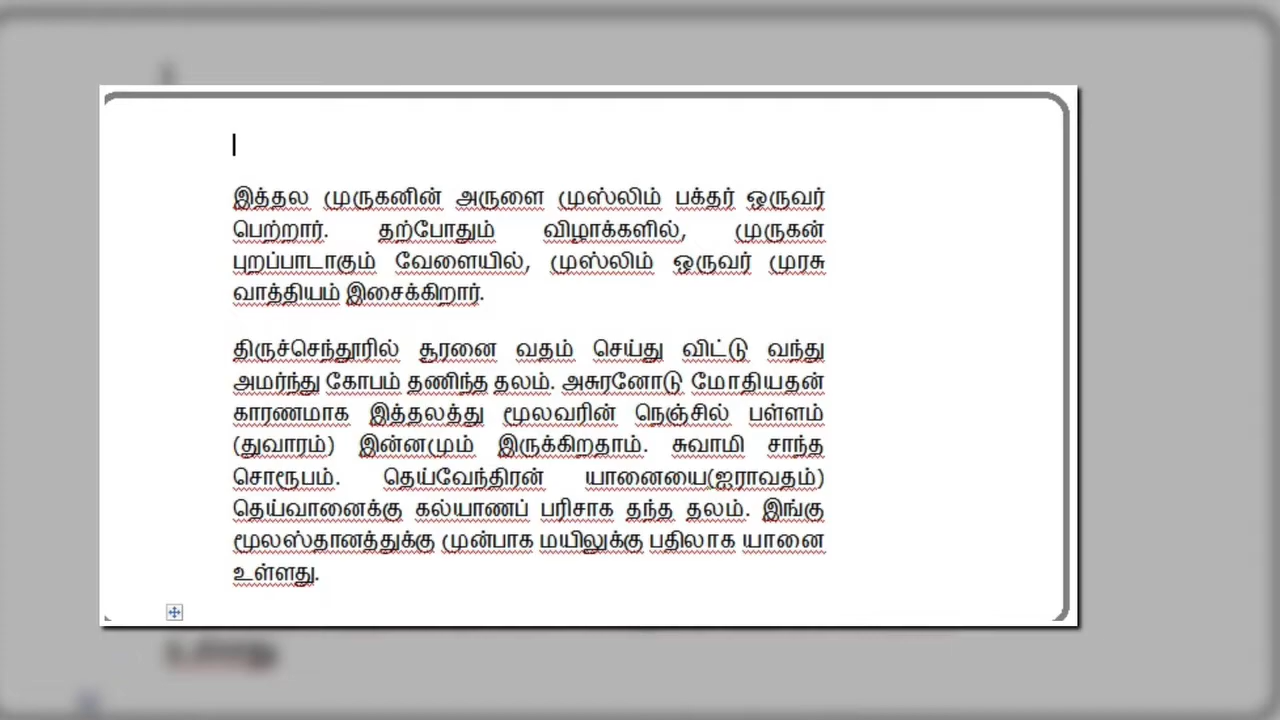 இத்தல முருகனின் அருளை முஸ்லிம் பக்தர் ஒருவர்
பெற்றார். தற்போதும் விழாக்களில், முருகன்
புறப்பாடாகும் வேளையில், முஸ்லிம் ஒருவர் முரசு
வாத்தியம் இசைக்கிறார்.
திருச்செந்தூரில் சூரனை வதம் செய்து விட்டு வந்து
அமர்ந்து கோபம் தணிந்த தலம். அசுரனோடு மோதியதன்
காரணமாக இத்தலத்து மூலவரின் நெஞ்சில் பள்ளம்
(துவாரம்) இன்னமும் இருக்கிறதாம். சுவாமி சாந்த
சொரூபம். தெய்வேந்திரன் யானையை(ஐராவதம்)
தெய்வானைக்கு கல்யாணப் பரிசாக தந்த தலம். இங்கு
மூலஸ்தானத்துக்கு முன்பாக மயிலுக்கு பதிலாக யானை
உள்ளது.